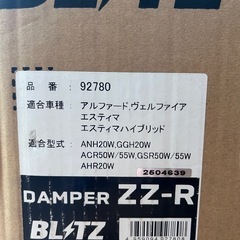 BLITZ
品番 92780
適合車種 アルファード,ヴェルファイア
エスティマ
エスティマハイブリッド
適合型式 ANH20W,GGH20W
ACR50W/55W,GSR50W/55W
AHR20W
2504639
DAMPER ZZ-R
BLITZ